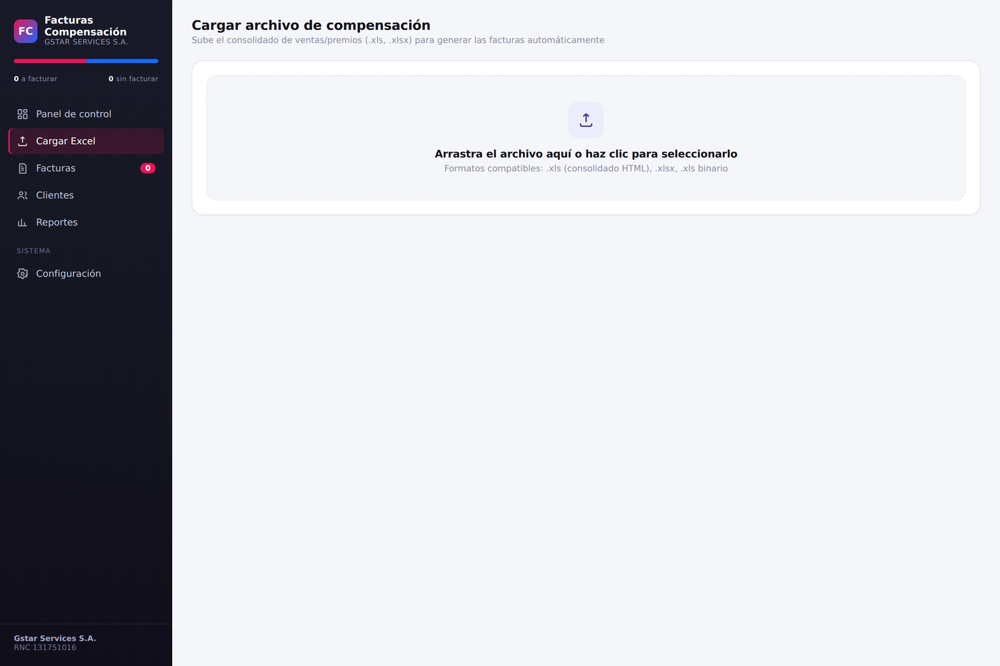 FC
Facturas
Compensación
GSTAR SERVICES S.A.
0 a facturar
0 sin facturar
Panel de control
Cargar Excel
Facturas
0
Clientes
Reportes
SISTEMA
Configuración
Gstar Services S.A.
RNC 131751016
Cargar archivo de compensación
Sube el consolidado de ventas/premios (.xls, .xlsx) para generar las facturas automáticamente
Arrastra el archivo aquí o haz clic para seleccionarlo
Formatos compatibles: .xls (consolidado HTML), .xlsx, .xls binario